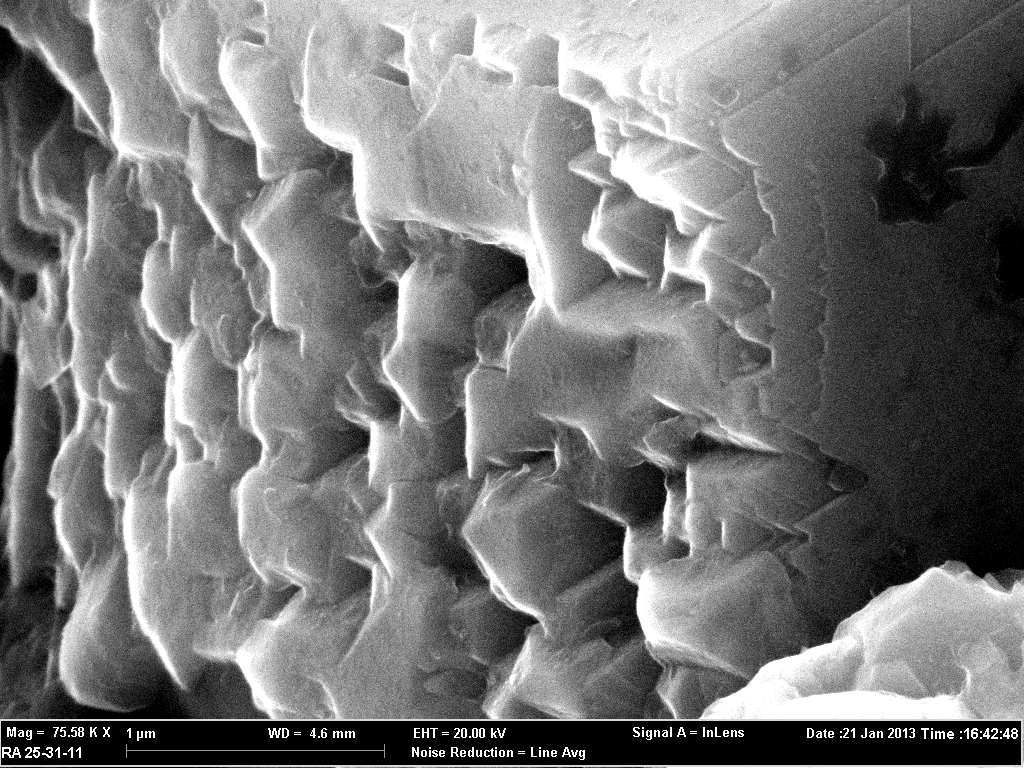 Mag = 75.58 K X 1 µm WD = 4.6 mm EHT = 20.00 kV Signal A = InLens Date :21 Jan 2013 Time :16:42:48
RA 25-31-11 Noise Reduction = Line Avg